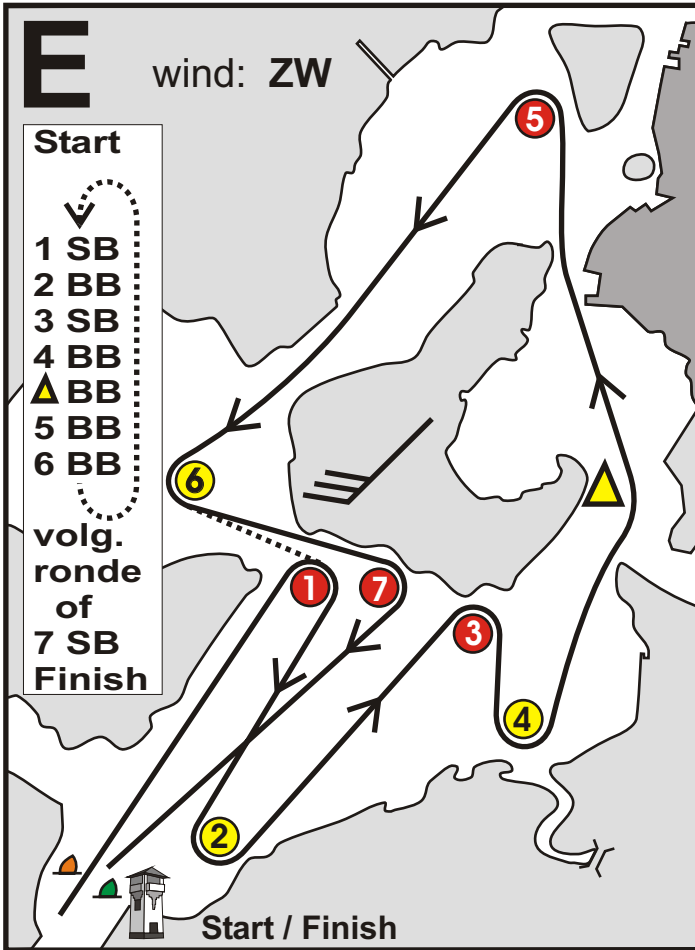 E
wind: ZW
Start
1 SB
2 BB
3 SB
4 BB
BB
5 BB
6 BB
volg.
ronde
of
7 SB
Finish
5
6
1
7
3
4
2
Start / Finish